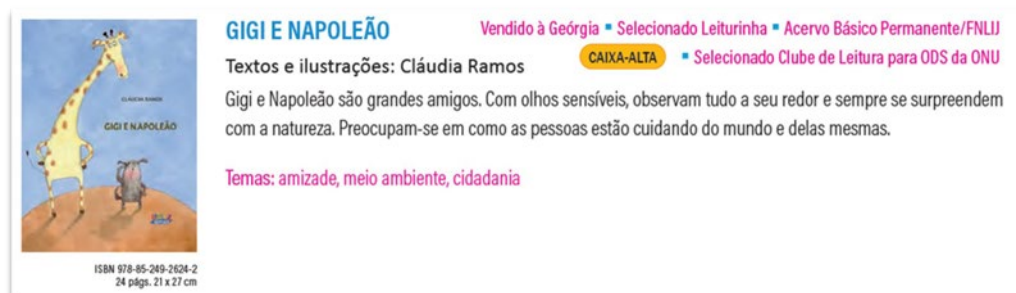 GIGI E NAPOLEÃO
Vendido à Geórgia ▪ Selecionado Leiturinha ▪ Acervo Básico Permanente/FNLIJ
CAIXA-ALTA ▪ Selecionado Clube de Leitura para ODS da ONU
Textos e ilustrações: Cláudia Ramos
Gigi e Napoleão são grandes amigos. Com olhos sensíveis, observam tudo a seu redor e sempre se surpreendem
com a natureza. Preocupam-se em como as pessoas estão cuidando do mundo e delas mesmas.
Temas: amizade, meio ambiente, cidadania
CLÁUDIA RAMOS
GIGI E NAPOLEÃO
ISBN 978-85-249-2624-2
24 págs. 21 x 27 cm